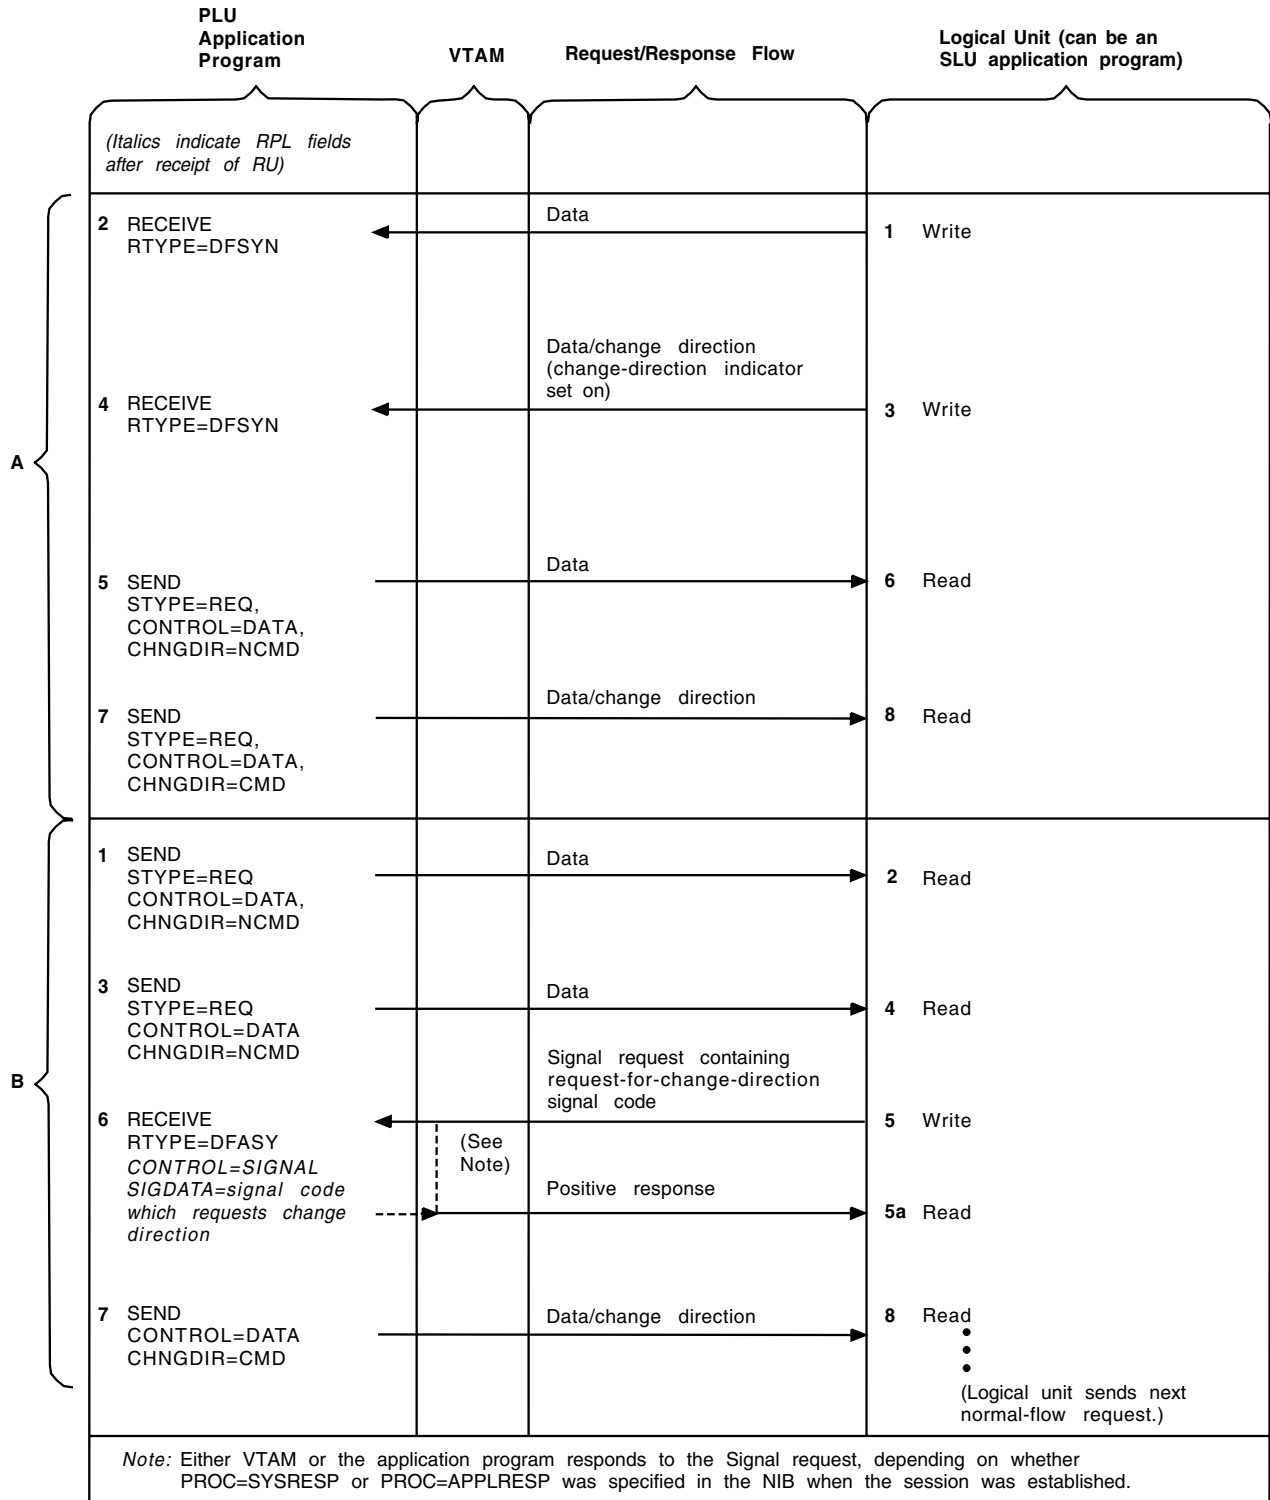 PLU
Application
Program
VTAM
Request/Response Flow
Logical Unit (can be an
SLU application program)
(Italics indicate RPL fields
after receipt of RU)
A
2 RECEIVE
RTYPE=DFSYN
Data
1 Write
4 RECEIVE
RTYPE=DFSYN
Data/change direction
(change-direction indicator
set on)
3 Write
5 SEND
STYPE=REQ,
CONTROL=DATA,
CHNGDIR=NCMD
Data
6 Read
7 SEND
STYPE=REQ,
CONTROL=DATA,
CHNGDIR=CMD
Data/change direction
8 Read
B
1 SEND
STYPE=REQ
CONTROL=DATA,
CHNGDIR=NCMD
Data
2 Read
3 SEND
STYPE=REQ
CONTROL=DATA
CHNGDIR=NCMD
Data
4 Read
Signal request containing
request-for-change-direction
signal code
6 RECEIVE
RTYPE=DFASY
CONTROL=SIGNAL
SIGDATA=signal code
which requests change
direction
(See
Note)
5 Write
Positive response
5a Read
7 SEND
CONTROL=DATA
CHNGDIR=CMD
Data/change direction
8 Read
(Logical unit sends next
normal-flow request.)
Note: Either VTAM or the application program responds to the Signal request, depending on whether
PROC=SYSRESP or PROC=APPLRESP was specified in the NIB when the session was established.